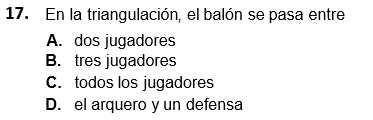 17. En la triangulación, el balón se pasa entre
A. dos jugadores
B. tres jugadores
C. todos los jugadores
D. el arquero y un defensa